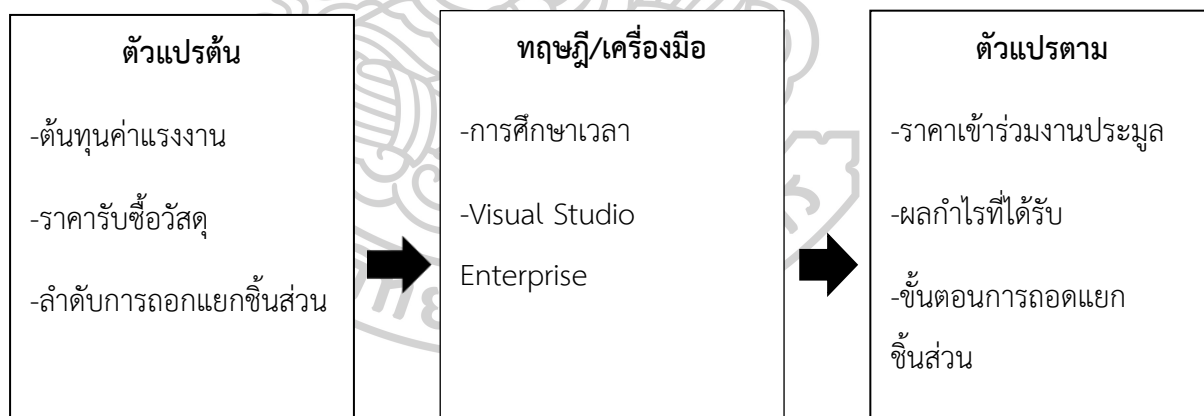 ตัวแปรต้น
-ต้นทุนค่าแรงงาน
-ราคารับซื้อวัสดุ
-ลำดับการถอกแยกชิ้นส่วน
ทฤษฎี/เครื่องมือ
-การศึกษาเวลา
-Visual Studio
Enterprise
ตัวแปรตาม
-ราคาเข้าร่วมงานประมูล
-ผลกำไรที่ได้รับ
-ขั้นตอนการถอดแยก
ชิ้นส่วน